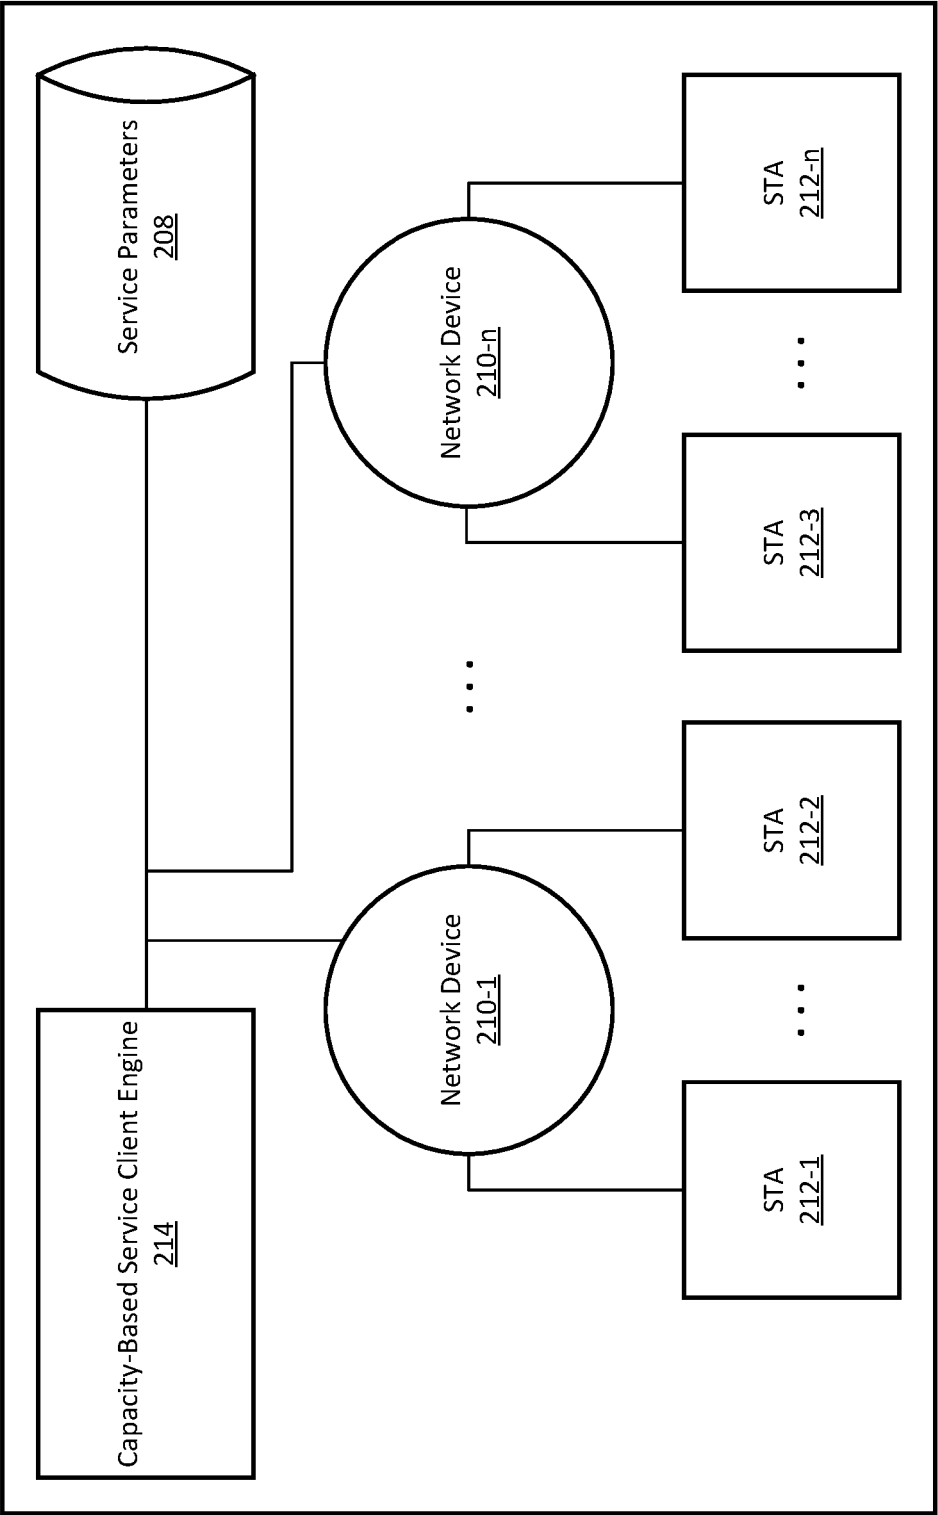 Capacity-Based Service Client Engine
214
Service Parameters
208
Network Device
210-1
...
Network Device
210-n
STA
212-1
...
STA
212-2
STA
212-3
...
STA
212-n